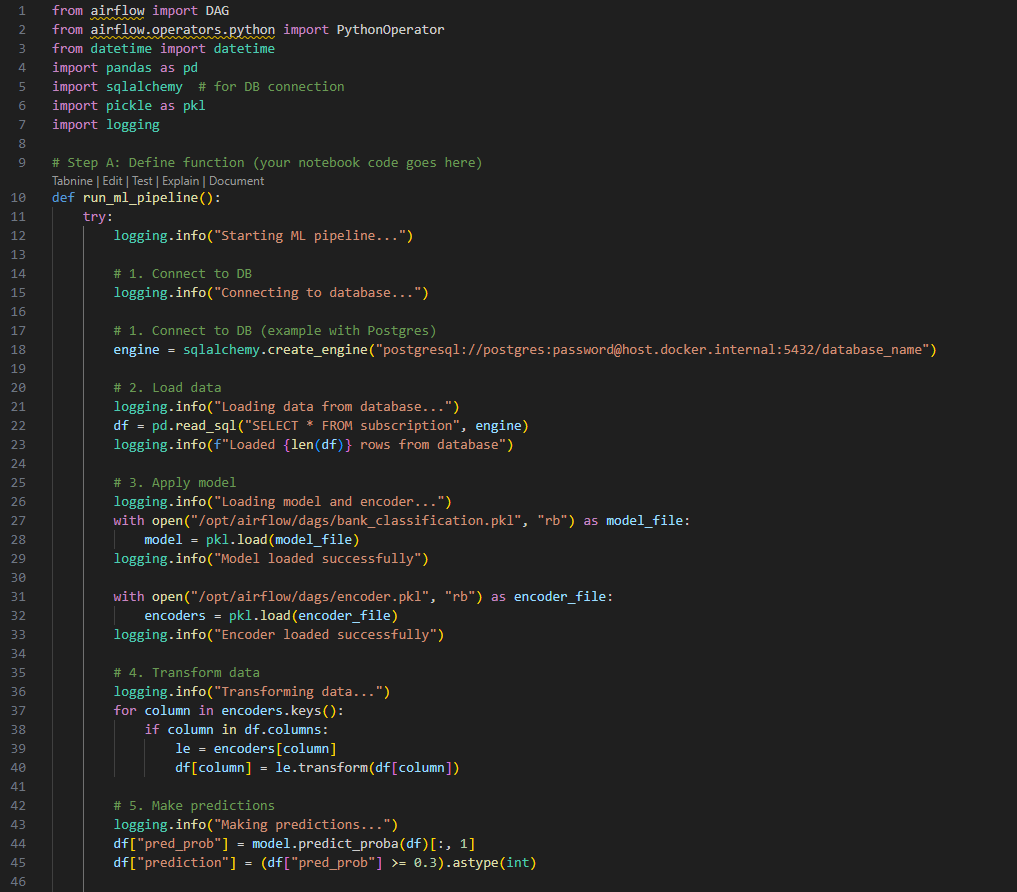 1 from airflow import DAG
2 from airflow.operators.python import PythonOperator
3 from datetime import datetime
4 import pandas as pd
5 import sqlalchemy  # for DB connection
6 import pickle as pkl
7 import logging
8
9 # Step A: Define function (your notebook code goes here)
Tabnine | Edit | Test | Explain | Document
10 def run_ml_pipeline():
11     try:
12         logging.info("Starting ML pipeline...")
13
14         # 1. Connect to DB
15         logging.info("Connecting to database...")
16
17         # 1. Connect to DB (example with Postgres)
18         engine = sqlalchemy.create_engine("postgresql://postgres:password@host.docker.internal:5432/database_name")
19
20         # 2. Load data
21         logging.info("Loading data from database...")
22         df = pd.read_sql("SELECT * FROM subscription", engine)
23         logging.info(f"Loaded {len(df)} rows from database")
24
25         # 3. Apply model
26         logging.info("Loading model and encoder...")
27         with open("/opt/airflow/dags/bank_classification.pkl", "rb") as model_file:
28             model = pkl.load(model_file)
29         logging.info("Model loaded successfully")
30
31         with open("/opt/airflow/dags/encoder.pkl", "rb") as encoder_file:
32             encoders = pkl.load(encoder_file)
33         logging.info("Encoder loaded successfully")
34
35         # 4. Transform data
36         logging.info("Transforming data...")
37         for column in encoders.keys():
38             if column in df.columns:
39                 le = encoders[column]
40                 df[column] = le.transform(df[column])
41
42         # 5. Make predictions
43         logging.info("Making predictions...")
44         df["pred_prob"] = model.predict_proba(df)[:, 1]
45         df["prediction"] = (df["pred_prob"] >= 0.3).astype(int)
46